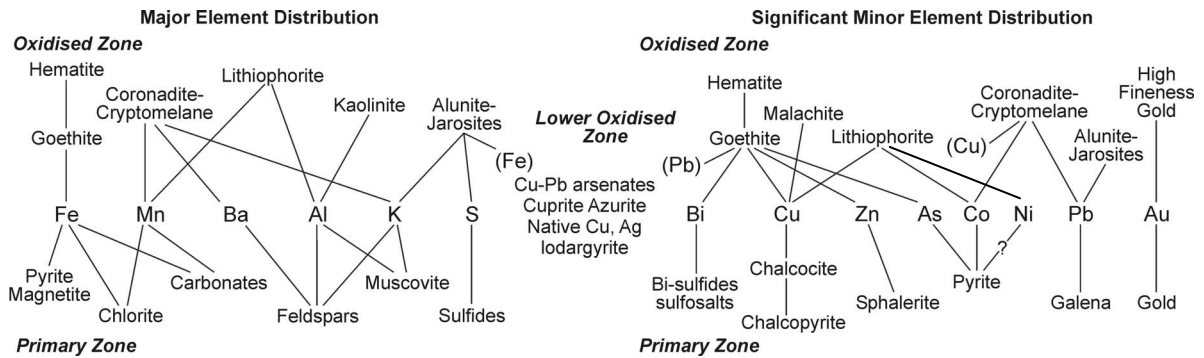 Major Element Distribution
Oxidised Zone
Hematite
Lithiophorite
Coronadite-
Cryptomelane
Kaolinite
Alunite-
Jarosites
Goethite
(Fe)
Fe Mn Ba Al K S
Pyrite
Magnetite
Carbonates
Muscovite
Chlorite
Feldspars
Sulfides
Primary Zone
Lower Oxidised
Zone
Cu-Pb arsenates
Cuprite Azurite
Native Cu, Ag
Iodargyrite
Significant Minor Element Distribution
Oxidised Zone
Hematite
Malachite
Coronadite-
Cryptomelane
High
Fineness
Gold
Goethite
Lithiophorite
(Cu)
Alunite-
Jarosites
(Pb)
Bi Cu Zn As Co Ni Pb Au
?
Chalcocite
Bi-sulfides
sulfosalts
Sphalerite
Pyrite
Galena
Gold
Chalcopyrite
Primary Zone